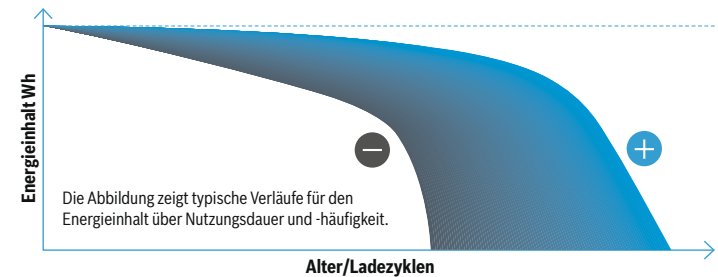 Energieinhalt Wh
Die Abbildung zeigt typische Verläufe für den
Energieinhalt über Nutzungsdauer und -häufigkeit.
Alter/Ladezyklen